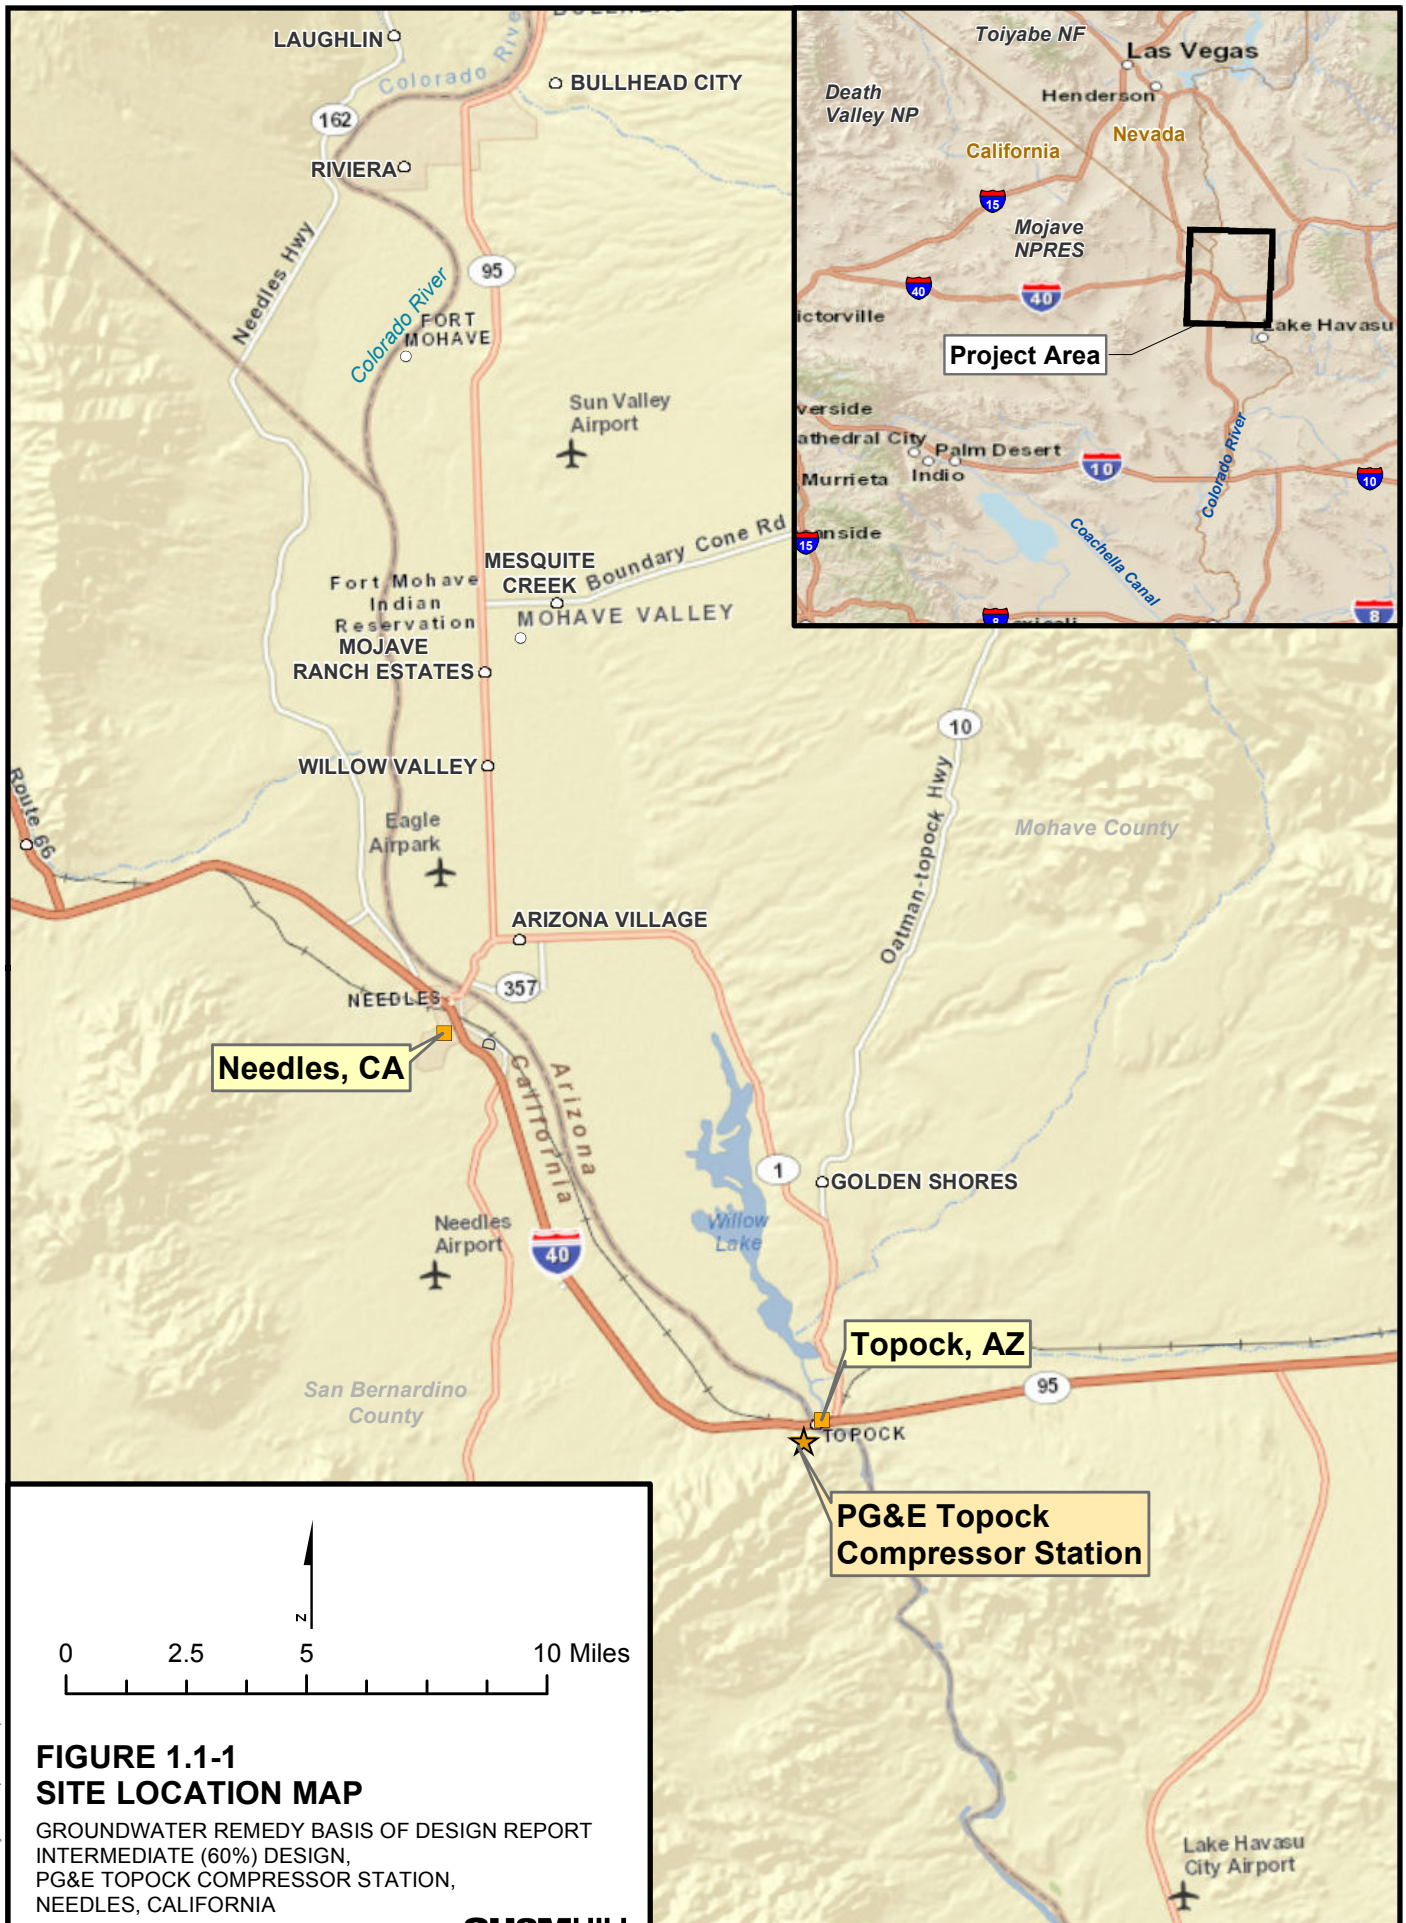 LAUGHLIN
Colorado River
BULLHEAD CITY
162
RIVIERA
Needles Hwy
95
Colorado River
FORT
MOHAVE
Sun Valley
Airport
MESQUITE
CREEK
Boundary Cone Rd
Fort Mohave
Indian
Reservation
MOHAVE VALLEY
MOJAVE
RANCH ESTATES
10
WILLOW VALLEY
Route 66
Eagle
Airpark
Oatman-topock Hwy
Mohave County
ARIZONA VILLAGE
357
NEEDLES
Needles, CA
California
Arizona
1
GOLDEN SHORES
Willow
Lake
Needles
Airport
40
Topock, AZ
San Bernardino
County
95
TOPOCK
PG&E Topock
Compressor Station
Lake Havasu
City Airport
Toiyabe NF
Las Vegas
Death
Valley NP
Henderson
Nevada
California
15
Mojave
NPRES
40
40
ictorville
Lake Havasu
Project Area
verside
athedral City
Palm Desert
10
Murrieta
Indio
10
Colorado River
Coachella Canal
15
anside
8
8
N
0 2.5 5 10 Miles
FIGURE 1.1-1
SITE LOCATION MAP
GROUNDWATER REMEDY BASIS OF DESIGN REPORT
INTERMEDIATE (60%) DESIGN,
PG&E TOPOCK COMPRESSOR STATION,
NEEDLES, CALIFORNIA